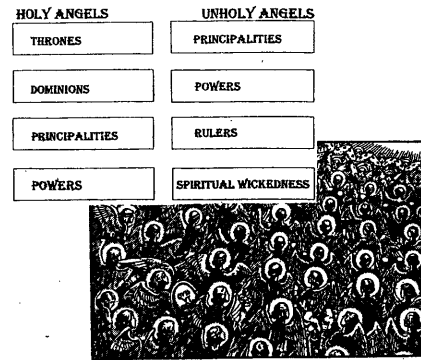 HOLY ANGELS UNHOLY ANGELS
THRONES PRINCIPALITIES
DOMINIONS POWERS
PRINCIPALITIES RULERS
POWERS SPIRITUAL WICKEDNESS